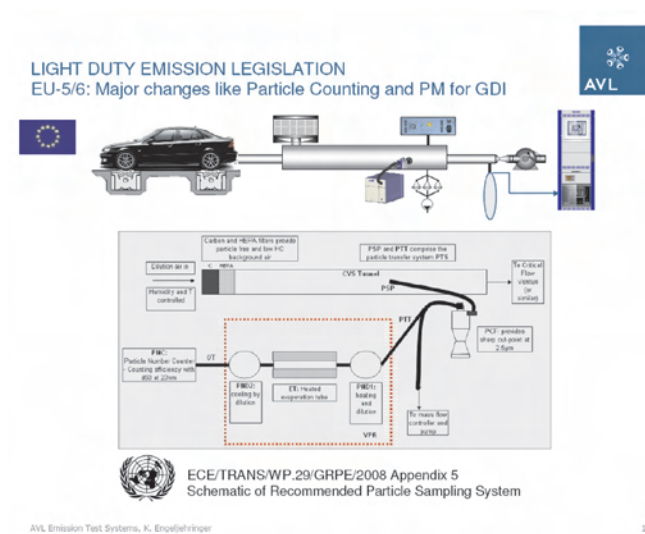 LIGHT DUTY EMISSION LEGISLATION
EU-5/6: Major changes like Particle Counting and PM for GDI
AVL
Carbon and HEPA filters provide
particle free and low HC
background air
PSP and PTT comprise the
particle transfer system PTS
Dilution air in
C HEPA
CVS Tunnel
To Critical
Flow
Venturi (or
similar)
Humidity and T
controlled
PSP
PTT
PCF: provides
sharp cut-point at
2.5µm
PNC:
Particle Number Counter
- Counting efficiency with
d50 at 23nm
OT
PND2:
cooling by
dilution
ET: Heated
evaporation tube
PND1:
heating
and
dilution
VPR
To mass flow
controller and
pump
ECE/TRANS/WP.29/GRPE/2008 Appendix 5
Schematic of Recommended Particle Sampling System
AVL Emission Test Systems, K. Engeljehringer